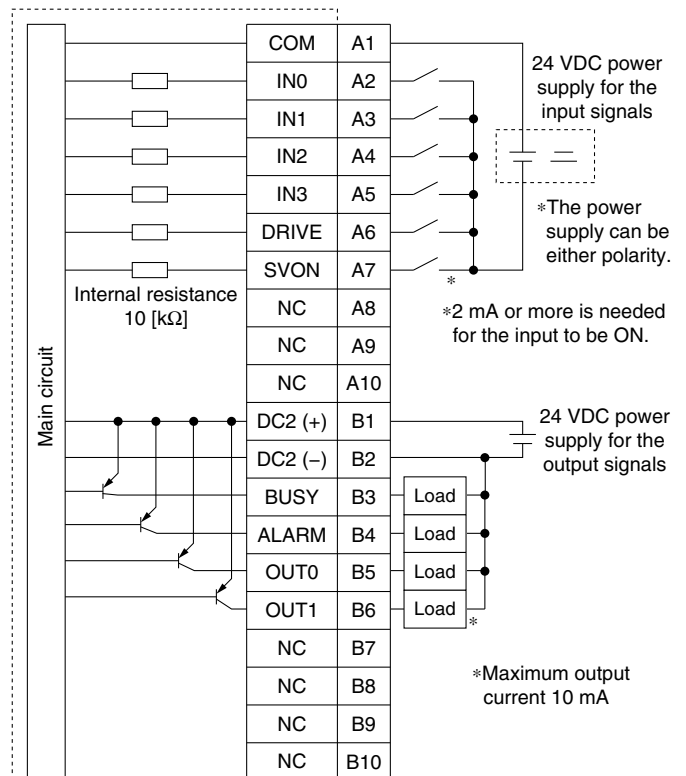 COM A1
IN0 A2
IN1 A3
IN2 A4
IN3 A5
DRIVE A6
SVON A7
NC A8
NC A9
NC A10
DC2 (+) B1
DC2 (−) B2
BUSY B3
ALARM B4
OUT0 B5
OUT1 B6
NC B7
NC B8
NC B9
NC B10
Main circuit
Internal resistance
10 [kΩ]
24 VDC power
supply for the
input signals
*The power
supply can be
either polarity.
*
*2 mA or more is needed
for the input to be ON.
24 VDC power
supply for the
output signals
Load
Load
Load
Load
*
*Maximum output
current 10 mA